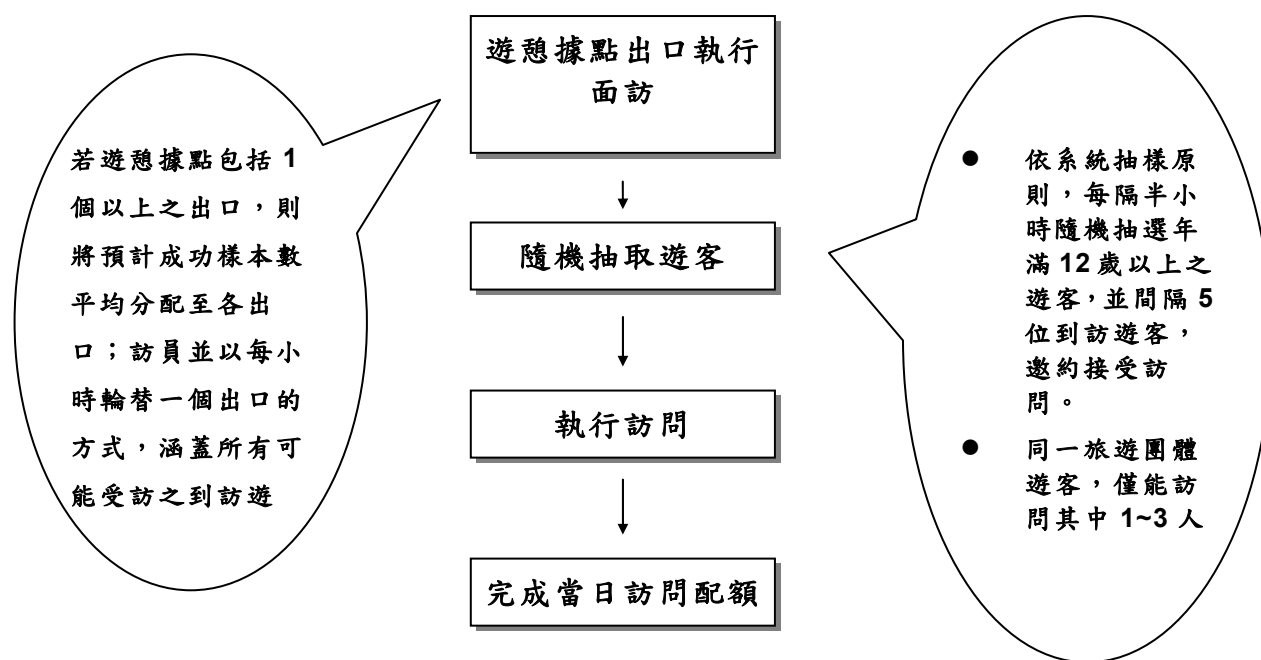 遊憩據點出口執行
面訪
若遊憩據點包括 1
個以上之出口，則
將預計成功樣本數
平均分配至各出
口；訪員並以每小
時輪替一個出口的
方式，涵蓋所有可
能受訪之到訪遊
隨機抽取遊客
執行訪問
完成當日訪問配額
● 依系統抽樣原
則，每隔半小
時隨機抽選年
滿 12 歲以上之
遊客，並間隔 5
位到訪遊客，
邀約接受訪
問。
● 同一旅遊團體
遊客，僅能訪
問其中 1~3 人